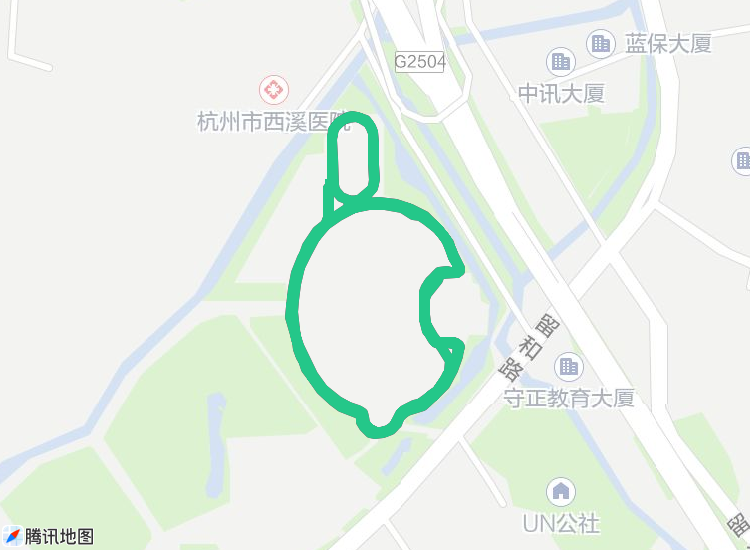 G2504
蓝保大厦
中讯大厦
杭州市西溪医院
留和路
守正教育大厦
UN公社
留
腾讯地图